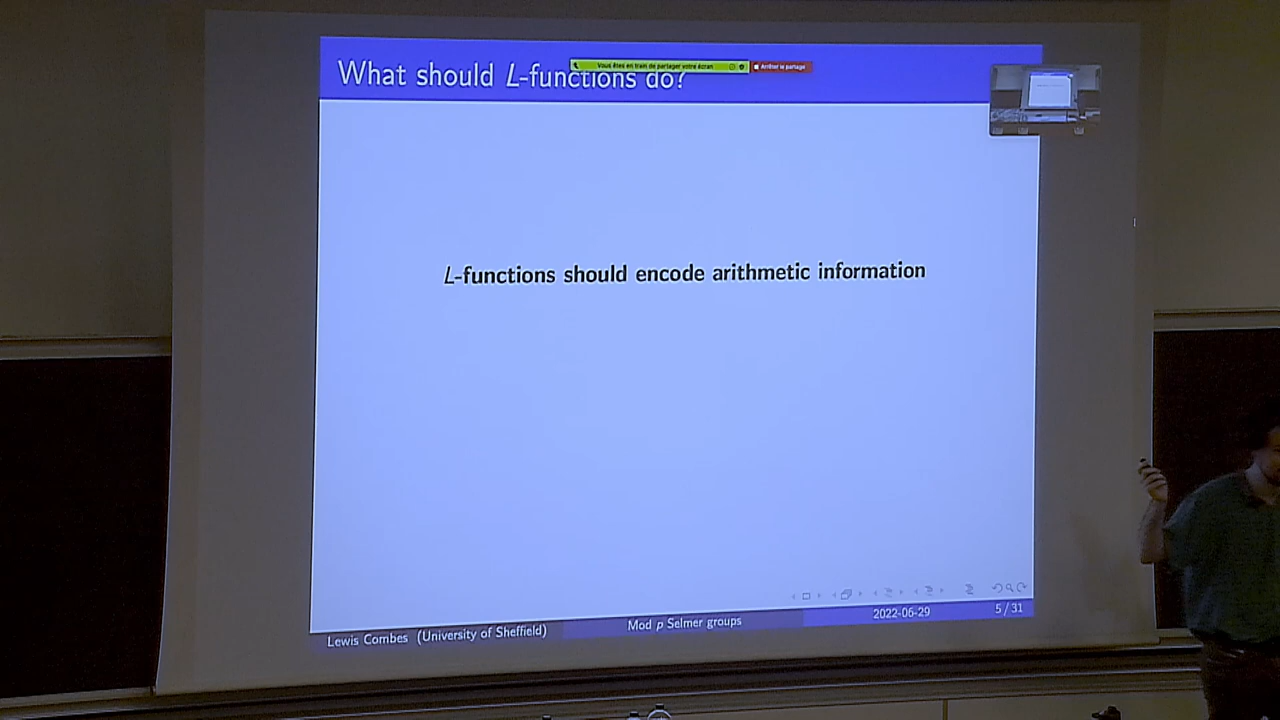 What should L-functions do?
Vous êtes en train de partager votre écran
Arrêter le partage
L-functions should encode arithmetic information
Lewis Combes (University of Sheffield)
Mod p Selmer groups
2022-06-29
5 / 31